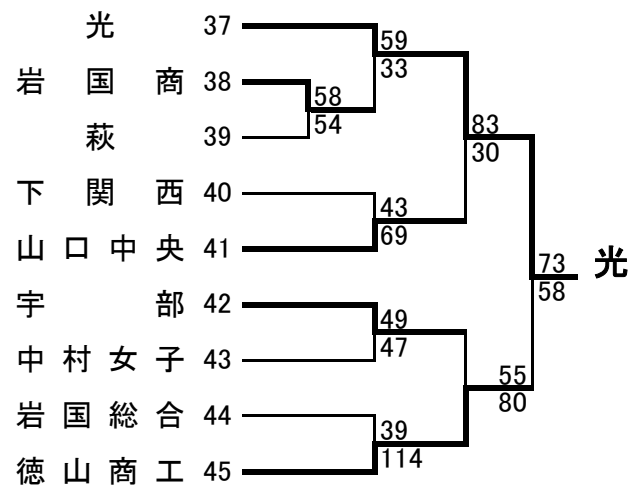 光 37
岩国商 38
萩 39
下関西 40
山口中央 41
宇部 42
中村女子 43
岩国総合 44
徳山商工 45
59
33
58
54
43
69
49
47
39
114
83
30
55
80
73
58
光